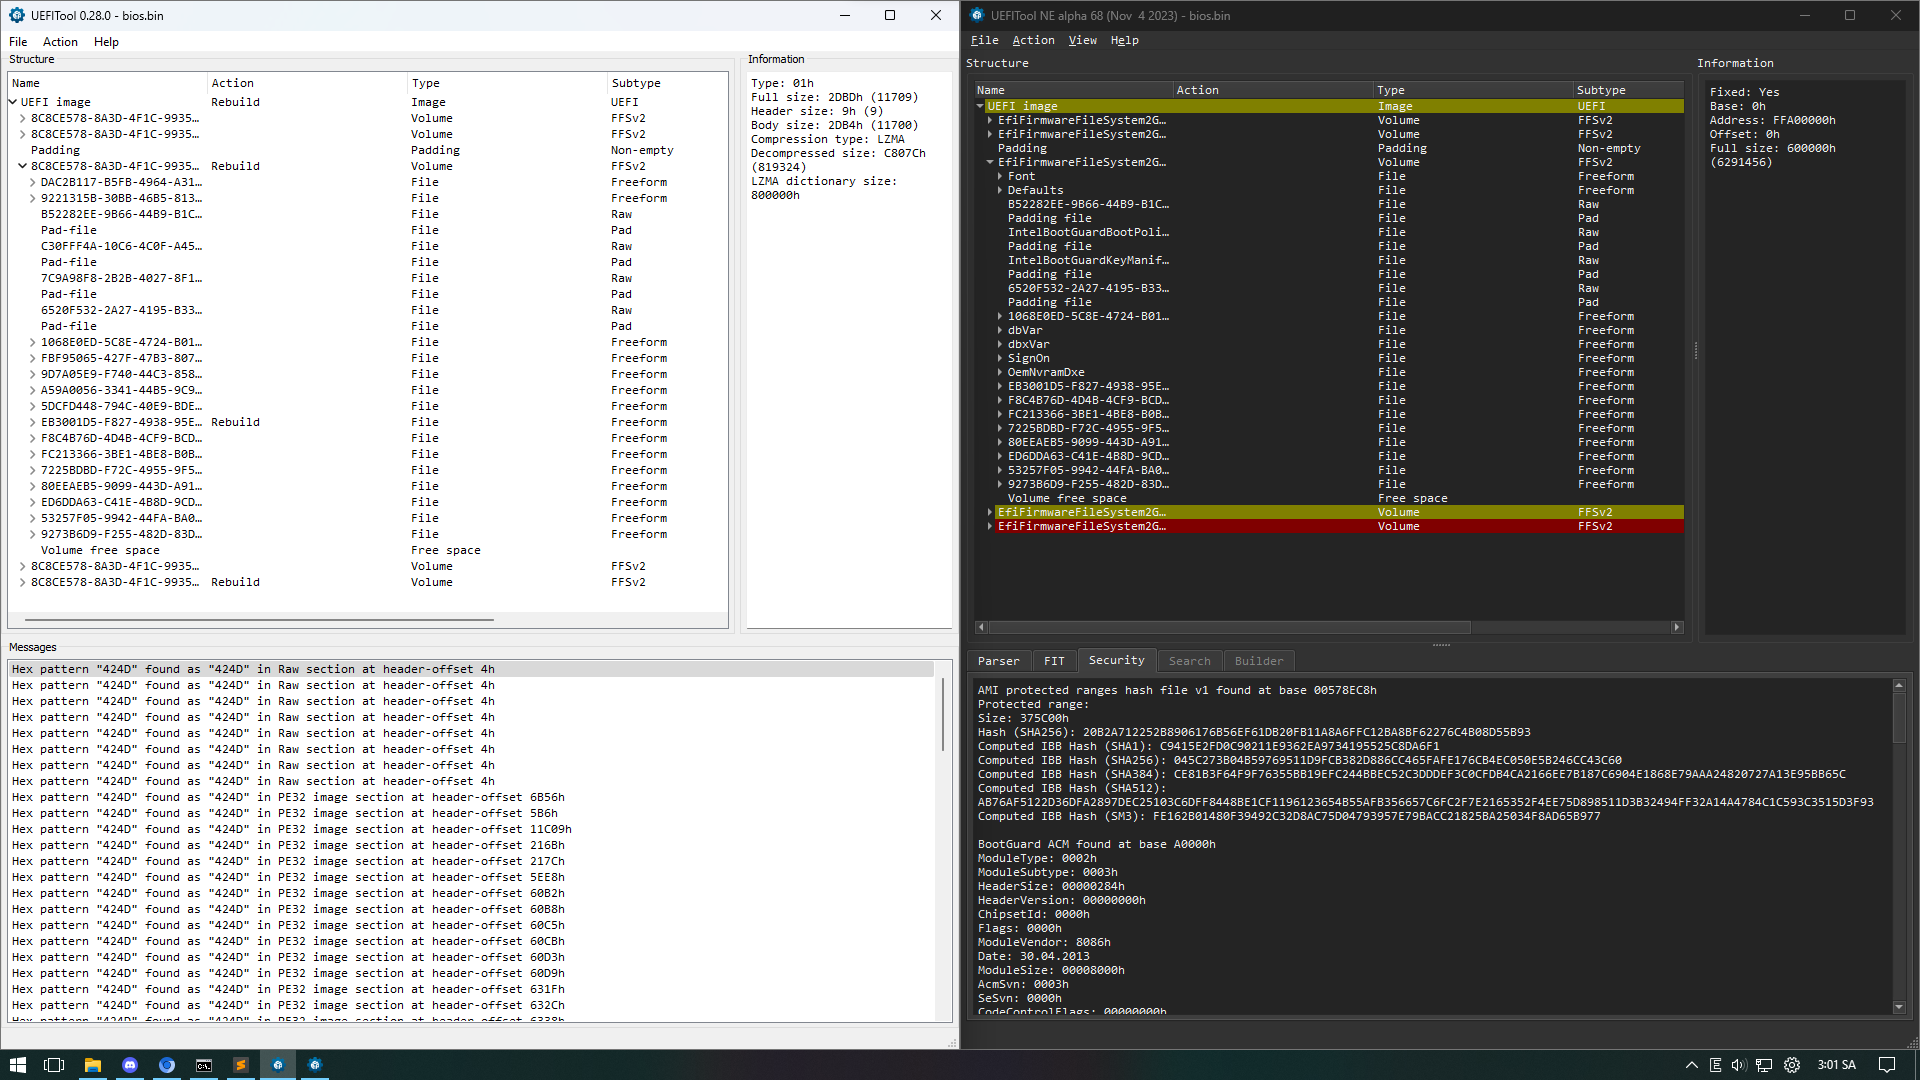 UEFITool 0.28.0 - bios.bin
File Action Help
Structure
Name Action Type Subtype
UEFI image Rebuild Image UEFI
8C8CE578-8A3D-4F1C-9935… Volume FFSv2
8C8CE578-8A3D-4F1C-9935… Volume FFSv2
Padding Padding Non-empty
8C8CE578-8A3D-4F1C-9935… Rebuild Volume FFSv2
DAC2B117-B5FB-4964-A31… File Freeform
9221315B-30BB-46B5-813… File Freeform
B52282EE-9B66-44B9-B1C… File Raw
Pad-file File Pad
C30FFF4A-10C6-4C0F-A45… File Raw
Pad-file File Pad
7C9A98F8-2B2B-4027-8F1… File Raw
Pad-file File Pad
6520F532-2A27-4195-B33… File Raw
Pad-file File Pad
1068E0ED-5C8E-4724-B01… File Freeform
FBF95065-427F-47B3-807… File Freeform
9D7A05E9-F740-44C3-858… File Freeform
A59A0056-3341-44B5-9C9… File Freeform
5DCFD448-794C-40E9-BDE… File Freeform
EB3001D5-F827-4938-95E… Rebuild File Freeform
F8C4B76D-4D4B-4CF9-BCD… File Freeform
FC213366-3BE1-4BE8-B0B… File Freeform
7225BDBD-F72C-4955-9F5… File Freeform
80EEAEB5-9099-443D-A91… File Freeform
ED6DDA63-C41E-4B8D-9CD… File Freeform
53257F05-9942-44FA-BA0… File Freeform
9273B6D9-F255-482D-83D… File Freeform
Volume free space Free space
8C8CE578-8A3D-4F1C-9935… Volume FFSv2
8C8CE578-8A3D-4F1C-9935… Rebuild Volume FFSv2
Information
Type: 01h
Full size: 2DBDh (11709)
Header size: 9h (9)
Body size: 2DB4h (11700)
Compression type: LZMA
Decompressed size: C807Ch
(819324)
LZMA dictionary size:
800000h
Messages
Hex pattern "424D" found as "424D" in Raw section at header-offset 4h
Hex pattern "424D" found as "424D" in Raw section at header-offset 4h
Hex pattern "424D" found as "424D" in Raw section at header-offset 4h
Hex pattern "424D" found as "424D" in Raw section at header-offset 4h
Hex pattern "424D" found as "424D" in Raw section at header-offset 4h
Hex pattern "424D" found as "424D" in Raw section at header-offset 4h
Hex pattern "424D" found as "424D" in Raw section at header-offset 4h
Hex pattern "424D" found as "424D" in Raw section at header-offset 4h
Hex pattern "424D" found as "424D" in PE32 image section at header-offset 6B56h
Hex pattern "424D" found as "424D" in PE32 image section at header-offset 5B6h
Hex pattern "424D" found as "424D" in PE32 image section at header-offset 11C09h
Hex pattern "424D" found as "424D" in PE32 image section at header-offset 216Bh
Hex pattern "424D" found as "424D" in PE32 image section at header-offset 217Ch
Hex pattern "424D" found as "424D" in PE32 image section at header-offset 5EE8h
Hex pattern "424D" found as "424D" in PE32 image section at header-offset 60B2h
Hex pattern "424D" found as "424D" in PE32 image section at header-offset 60B8h
Hex pattern "424D" found as "424D" in PE32 image section at header-offset 60C5h
Hex pattern "424D" found as "424D" in PE32 image section at header-offset 60CBh
Hex pattern "424D" found as "424D" in PE32 image section at header-offset 60D3h
Hex pattern "424D" found as "424D" in PE32 image section at header-offset 60D9h
Hex pattern "424D" found as "424D" in PE32 image section at header-offset 631Fh
Hex pattern "424D" found as "424D" in PE32 image section at header-offset 632Ch
Hex pattern "424D" found as "424D" in PE32 image section at header-offset 6338h
UEFITool NE alpha 68 (Nov 4 2023) - bios.bin
File Action View Help
Structure
Name Action Type Subtype
UEFI image Image UEFI
EfiFirmwareFileSystem2G… Volume FFSv2
EfiFirmwareFileSystem2G… Volume FFSv2
Padding Padding Non-empty
EfiFirmwareFileSystem2G… Volume FFSv2
Font File Freeform
Defaults File Freeform
B52282EE-9B66-44B9-B1C… File Raw
Padding file File Pad
IntelBootGuardBootPoli… File Raw
Padding file File Pad
IntelBootGuardKeyManif… File Raw
Padding file File Pad
6520F532-2A27-4195-B33… File Raw
Padding file File Pad
1068E0ED-5C8E-4724-B01… File Freeform
dbVar File Freeform
dbxVar File Freeform
SignOn File Freeform
OemNvramDxe File Freeform
EB3001D5-F827-4938-95E… File Freeform
F8C4B76D-4D4B-4CF9-BCD… File Freeform
FC213366-3BE1-4BE8-B0B… File Freeform
7225BDBD-F72C-4955-9F5… File Freeform
80EEAEB5-9099-443D-A91… File Freeform
ED6DDA63-C41E-4B8D-9CD… File Freeform
53257F05-9942-44FA-BA0… File Freeform
9273B6D9-F255-482D-83D… File Freeform
Volume free space Free space
EfiFirmwareFileSystem2G… Volume FFSv2
EfiFirmwareFileSystem2G… Volume FFSv2
Information
Fixed: Yes
Base: 0h
Address: FFA00000h
Offset: 0h
Full size: 600000h
(6291456)
Parser FIT Security Search Builder
AMI protected ranges hash file v1 found at base 00578EC8h
Protected range:
Size: 375C00h
Hash (SHA256): 20B2A712252B8906176B56EF61DB20FB11A8A6FFC12BA8BF62276C4B08D55B93
Computed IBB Hash (SHA1): C9415E2FD0C90211E9362EA9734195525C8DA6F1
Computed IBB Hash (SHA256): 045C273B04B59769511D9FCB382D886CC465FAFE176CB4EC050E5B246CC43C60
Computed IBB Hash (SHA384): CE81B3F64F9F76355BB19EFC244BBEC52C3DDDEF3C0CFDB4CA2166EE7B187C6904E1868E79AAA24820727A13E95BB65C
Computed IBB Hash (SHA512):
AB76AF5122D36DFA2897DEC25103C6DFF8448BE1CF1196123654B55AFB356657C6FC2F7E2165352F4EE75D898511D3B32494FF32A14A4784C1C593C3515D3F93
Computed IBB Hash (SM3): FE162B01480F39492C32D8AC75D04793957E79BACC21825BA25034F8AD65B977
BootGuard ACM found at base A0000h
ModuleType: 0002h
ModuleSubtype: 0003h
HeaderSize: 00000284h
HeaderVersion: 00000000h
ChipsetId: 0000h
Flags: 0000h
ModuleVendor: 8086h
Date: 30.04.2013
ModuleSize: 00008000h
AcmSvn: 0003h
SeSvn: 0000h
CodeControlFlags: 00000000h
3:01 SA